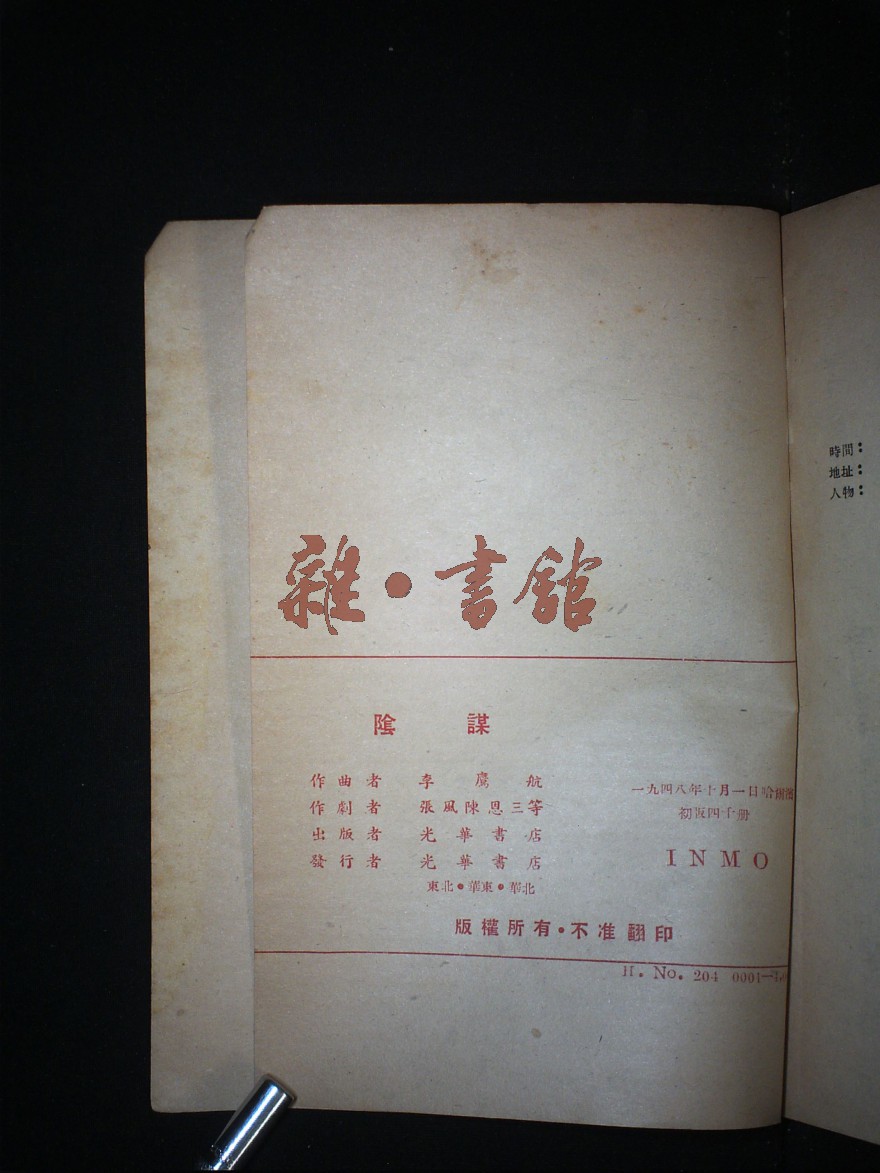 雜·書館
陰謀
作曲者 李鷹航
作劇者 張風陳恩三等
出版者 光華書店
發行者 光華書店
東北·華東·華北
一九四八年十月一日哈爾濱
初版四千册
INMO
版權所有·不准翻印
H. No. 204 0001—
時間：
地址：
人物：